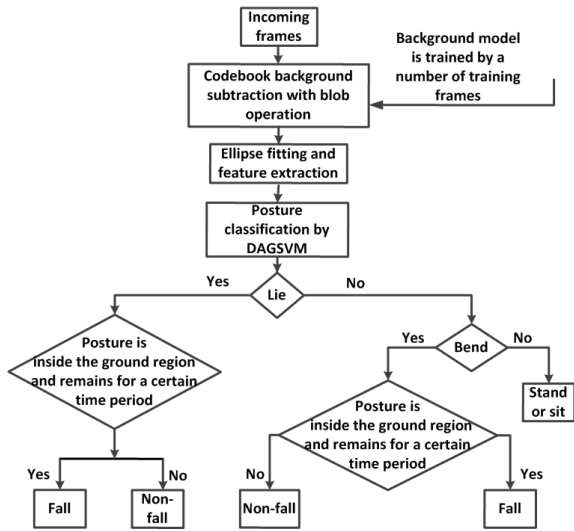 Incoming
frames
Background model
is trained by a
number of training
frames
Codebook background
subtraction with blob
operation
Ellipse fitting and
feature extraction
Posture
classification by
DAGSVM
Yes
No
Lie
Yes
No
Bend
Posture is
inside the ground region
and remains for a certain
time period
Stand
or sit
Posture is
inside the ground region
and remains for a certain
time period
Yes
No
Fall
Non-
fall
No
Yes
Non-fall
Fall